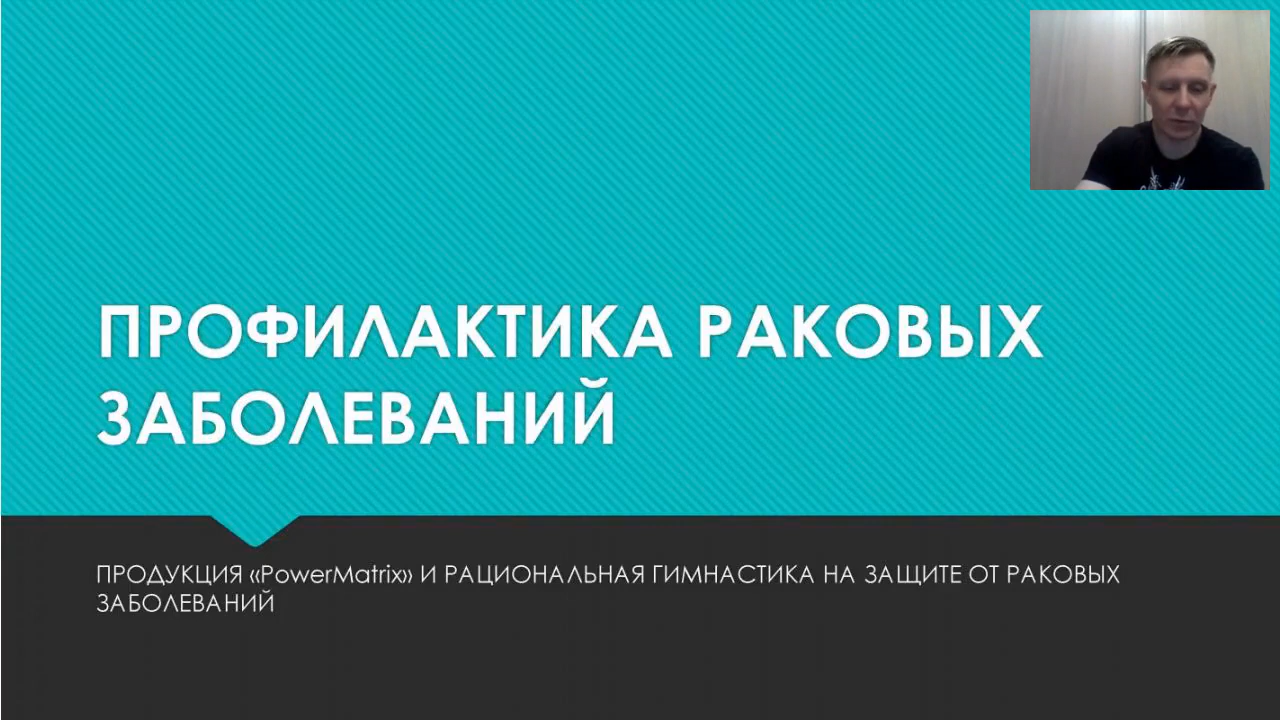 ПРОФИЛАКТИКА РАКОВЫХ
ЗАБОЛЕВАНИЙ
ПРОДУКЦИЯ «PowerMatrix» И РАЦИОНАЛЬНАЯ ГИМНАСТИКА НА ЗАЩИТЕ ОТ РАКОВЫХ
ЗАБОЛЕВАНИЙ